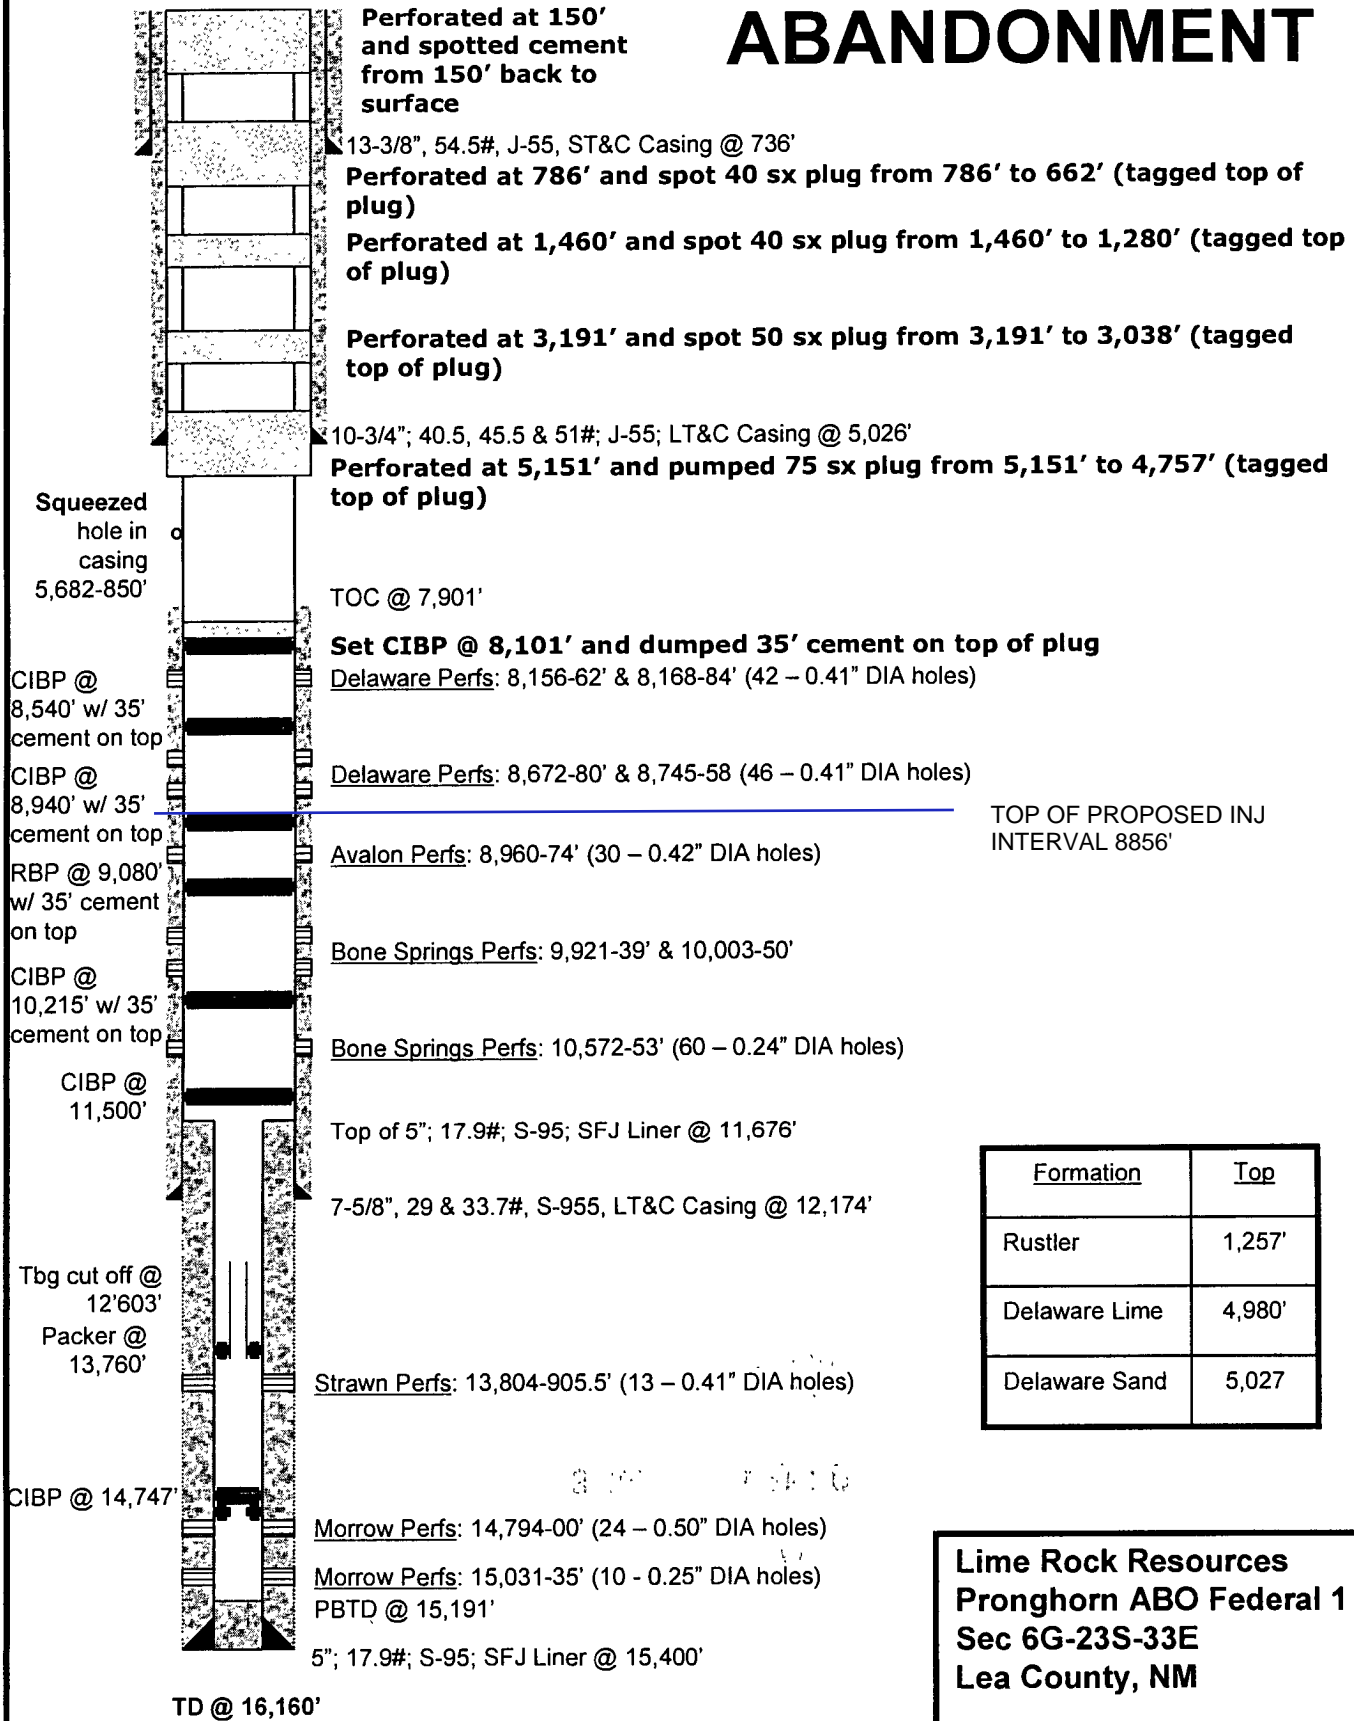 ABANDONMENT
Perforated at 150’
and spotted cement
from 150’ back to
surface
13-3/8”, 54.5#, J-55, ST&C Casing @ 736’
Perforated at 786’ and spot 40 sx plug from 786’ to 662’ (tagged top of
plug)
Perforated at 1,460’ and spot 40 sx plug from 1,460’ to 1,280’ (tagged top
of plug)
Perforated at 3,191’ and spot 50 sx plug from 3,191’ to 3,038’ (tagged
top of plug)
10-3/4”; 40.5, 45.5 & 51#; J-55; LT&C Casing @ 5,026’
Perforated at 5,151’ and pumped 75 sx plug from 5,151’ to 4,757’ (tagged
top of plug)
Squeezed
hole in
casing
5,682-850’
TOC @ 7,901’
Set CIBP @ 8,101’ and dumped 35’ cement on top of plug
CIBP @
8,540’ w/ 35’
cement on top
Delaware Perfs: 8,156-62’ & 8,168-84’ (42 – 0.41” DIA holes)
CIBP @
8,940’ w/ 35’
cement on top
Delaware Perfs: 8,672-80’ & 8,745-58 (46 – 0.41” DIA holes)
TOP OF PROPOSED INJ
INTERVAL 8856'
RBP @ 9,080’
w/ 35’ cement
on top
Avalon Perfs: 8,960-74’ (30 – 0.42” DIA holes)
Bone Springs Perfs: 9,921-39’ & 10,003-50’
CIBP @
10,215’ w/ 35’
cement on top
Bone Springs Perfs: 10,572-53’ (60 – 0.24” DIA holes)
CIBP @
11,500’
Top of 5”; 17.9#; S-95; SFJ Liner @ 11,676’
7-5/8”, 29 & 33.7#, S-955, LT&C Casing @ 12,174’
Formation Top
Rustler 1,257’
Delaware Lime 4,980’
Delaware Sand 5,027
Tbg cut off @
12’603’
Packer @
13,760’
Strawn Perfs: 13,804-905.5’ (13 – 0.41” DIA holes)
CIBP @ 14,747’
Morrow Perfs: 14,794-00’ (24 – 0.50” DIA holes)
Morrow Perfs: 15,031-35’ (10 - 0.25” DIA holes)
PBTD @ 15,191’
5”; 17.9#; S-95; SFJ Liner @ 15,400’
TD @ 16,160’
Lime Rock Resources
Pronghorn ABO Federal 1
Sec 6G-23S-33E
Lea County, NM